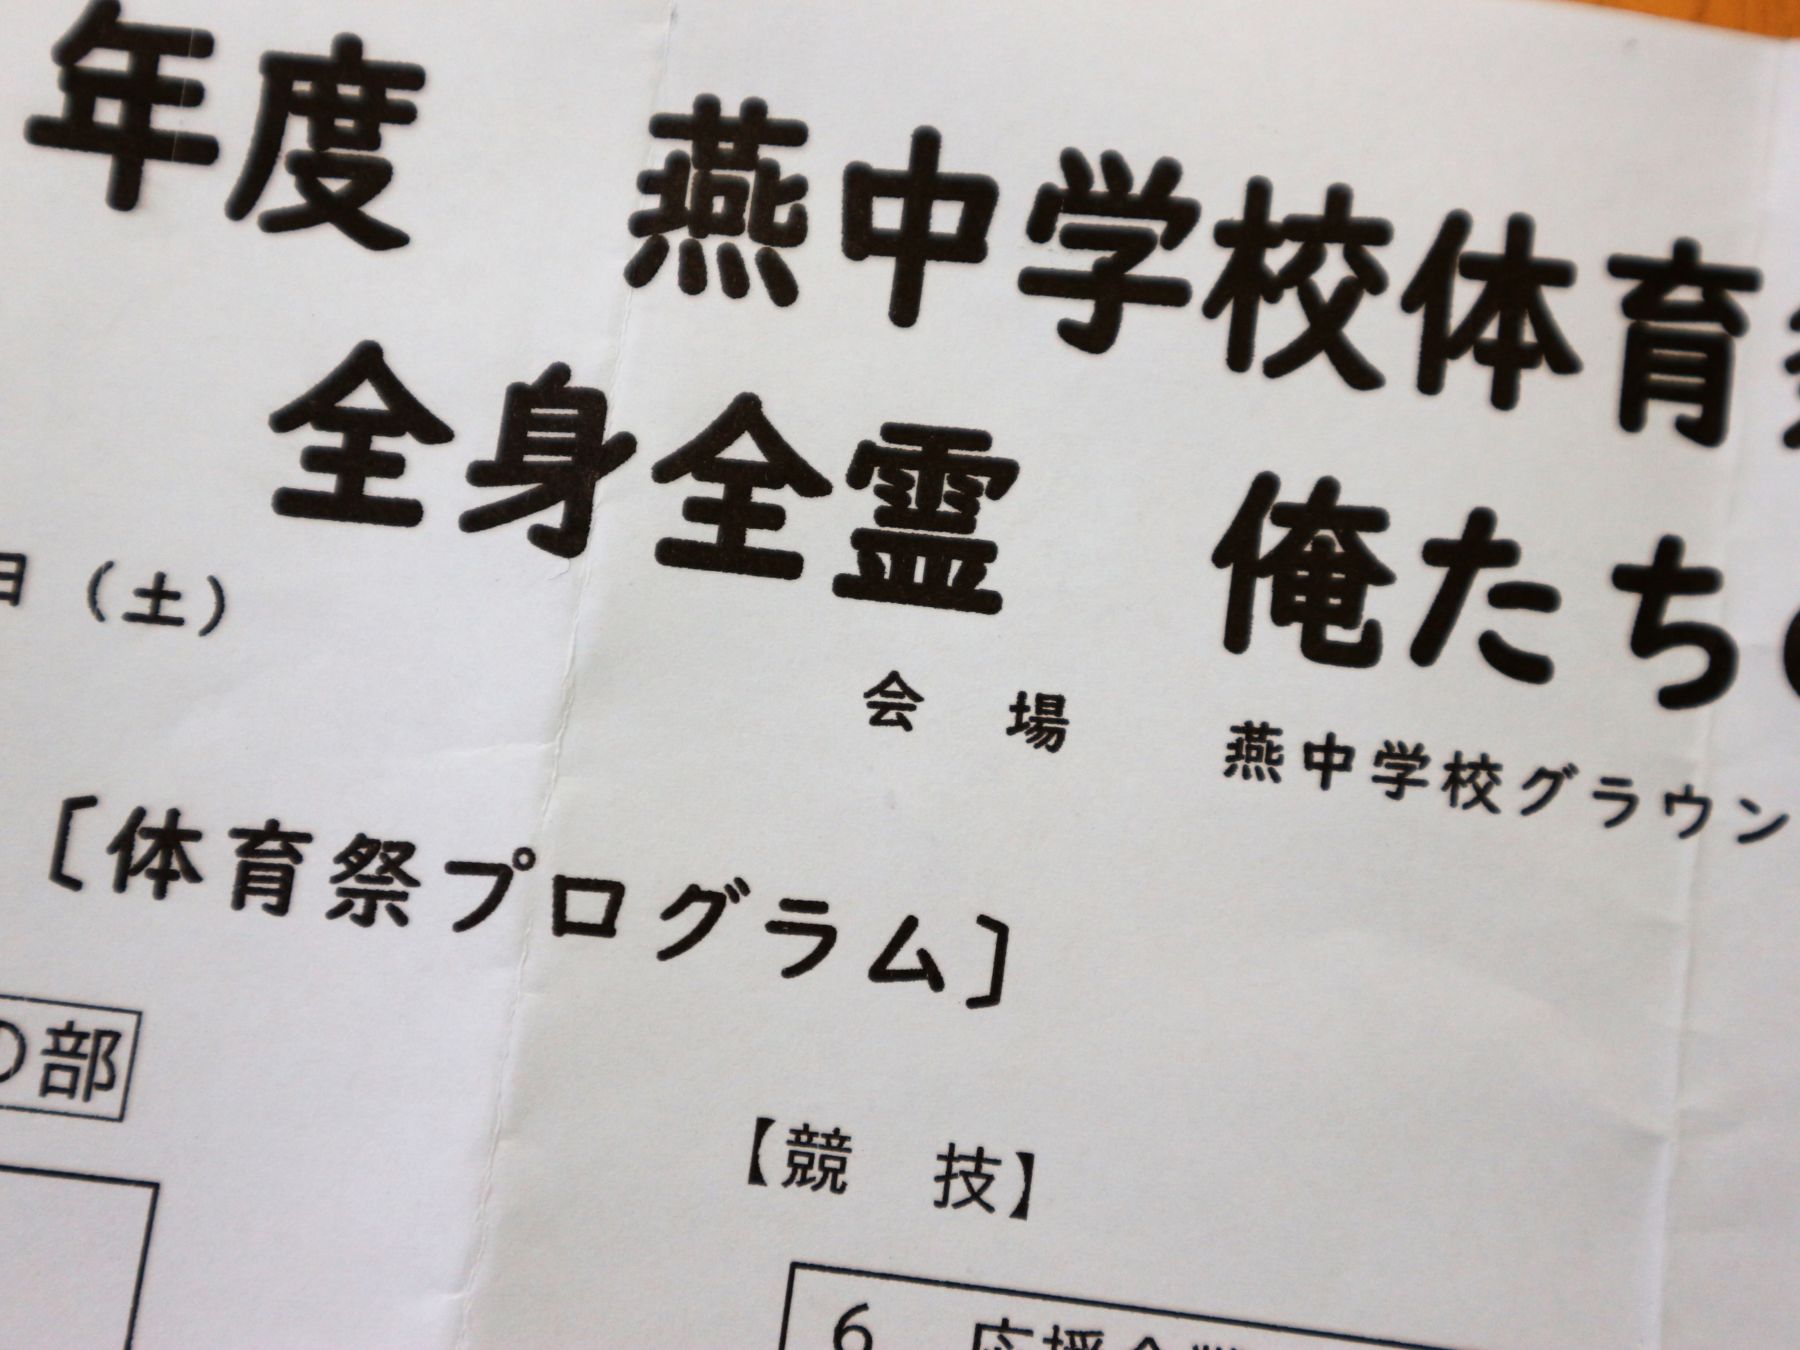 年度　燕中学校体育
全身全霊　俺たち
（土）
会　場　燕中学校グラウン
［体育祭プログラム］
部
【競　技】
6　応援